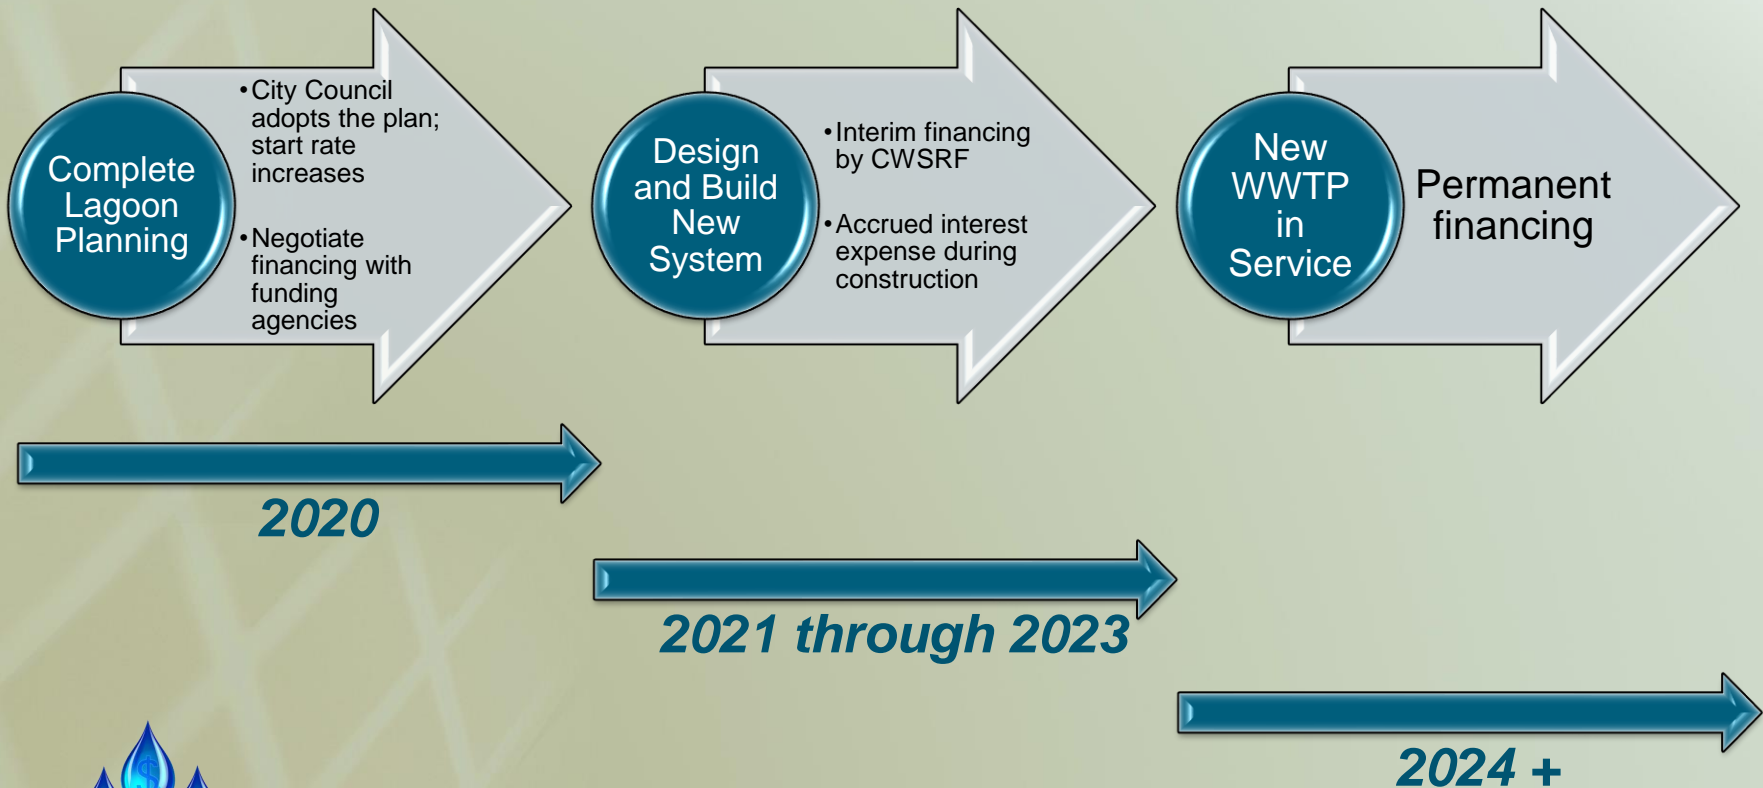 Complete
Lagoon
Planning
•City Council
adopts the plan;
start rate
increases
•Negotiate
financing with
funding
agencies
Design
and Build
New
System
•Interim financing
by CWSRF
•Accrued interest
expense during
construction
New
WWTP
in
Service
Permanent
financing
2020
2021 through 2023
2024 +
$